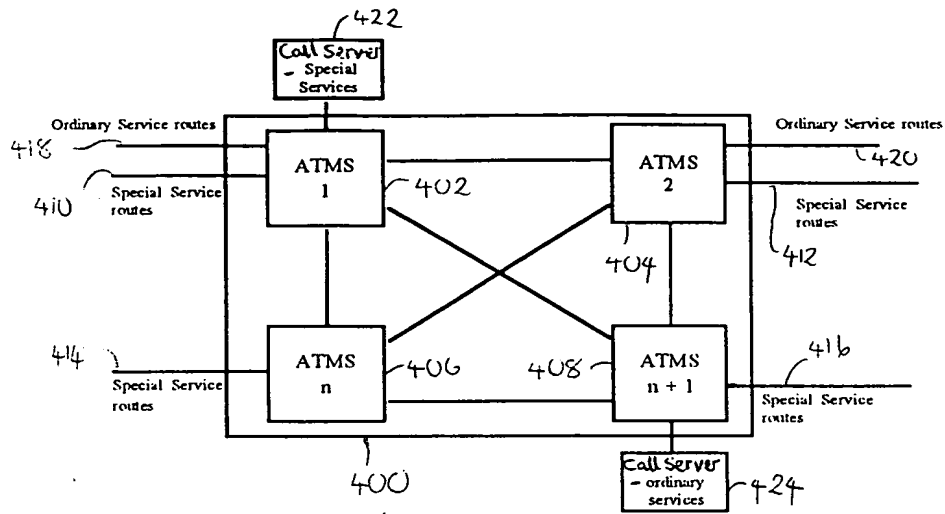 422
Call Server
- Special
Services
Ordinary Service routes
418
410
Special Service
routes
ATMS
1
402
ATMS
2
404
Ordinary Service routes
420
Special Service
routes
412
414
Special Service
routes
ATMS
n
406
408
ATMS
n + 1
416
Special Service
routes
400
Call Server
- ordinary
services
424